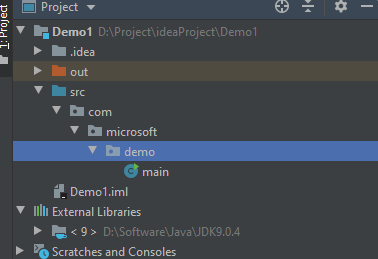 1: Project
Project
Demo1 D:\Project\ideaProject\Demo1
.idea
out
src
com
microsoft
demo
main
Demo1.iml
External Libraries
< 9 > D:\Software\Java\JDK9.0.4
Scratches and Consoles